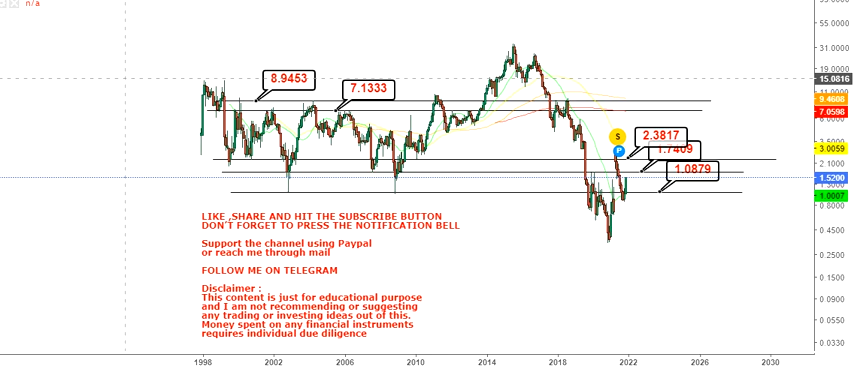 n/a
55.0000
31.0000
19.0000
15.0816
11.0000
9.4608
7.0598
3.0059
2.1000
1.5200
1.0007
0.8000
0.4500
0.2500
0.1500
0.0900
0.0550
0.0330
8.9453
7.1333
S
P
2.3817
1.7409
1.0879
LIKE ,SHARE AND HIT THE SUBSCRIBE BUTTON
DON'T FORGET TO PRESS THE NOTIFICATION BELL
Support the channel using Paypal
or reach me through mail
FOLLOW ME ON TELEGRAM
Disclaimer :
This content is just for educational purpose
and I am not recommending or suggesting
any trading or investing ideas out of this.
Money spent on any financial instruments
requires individual due diligence
1998 2002 2006 2010 2014 2018 2022 2026 2030